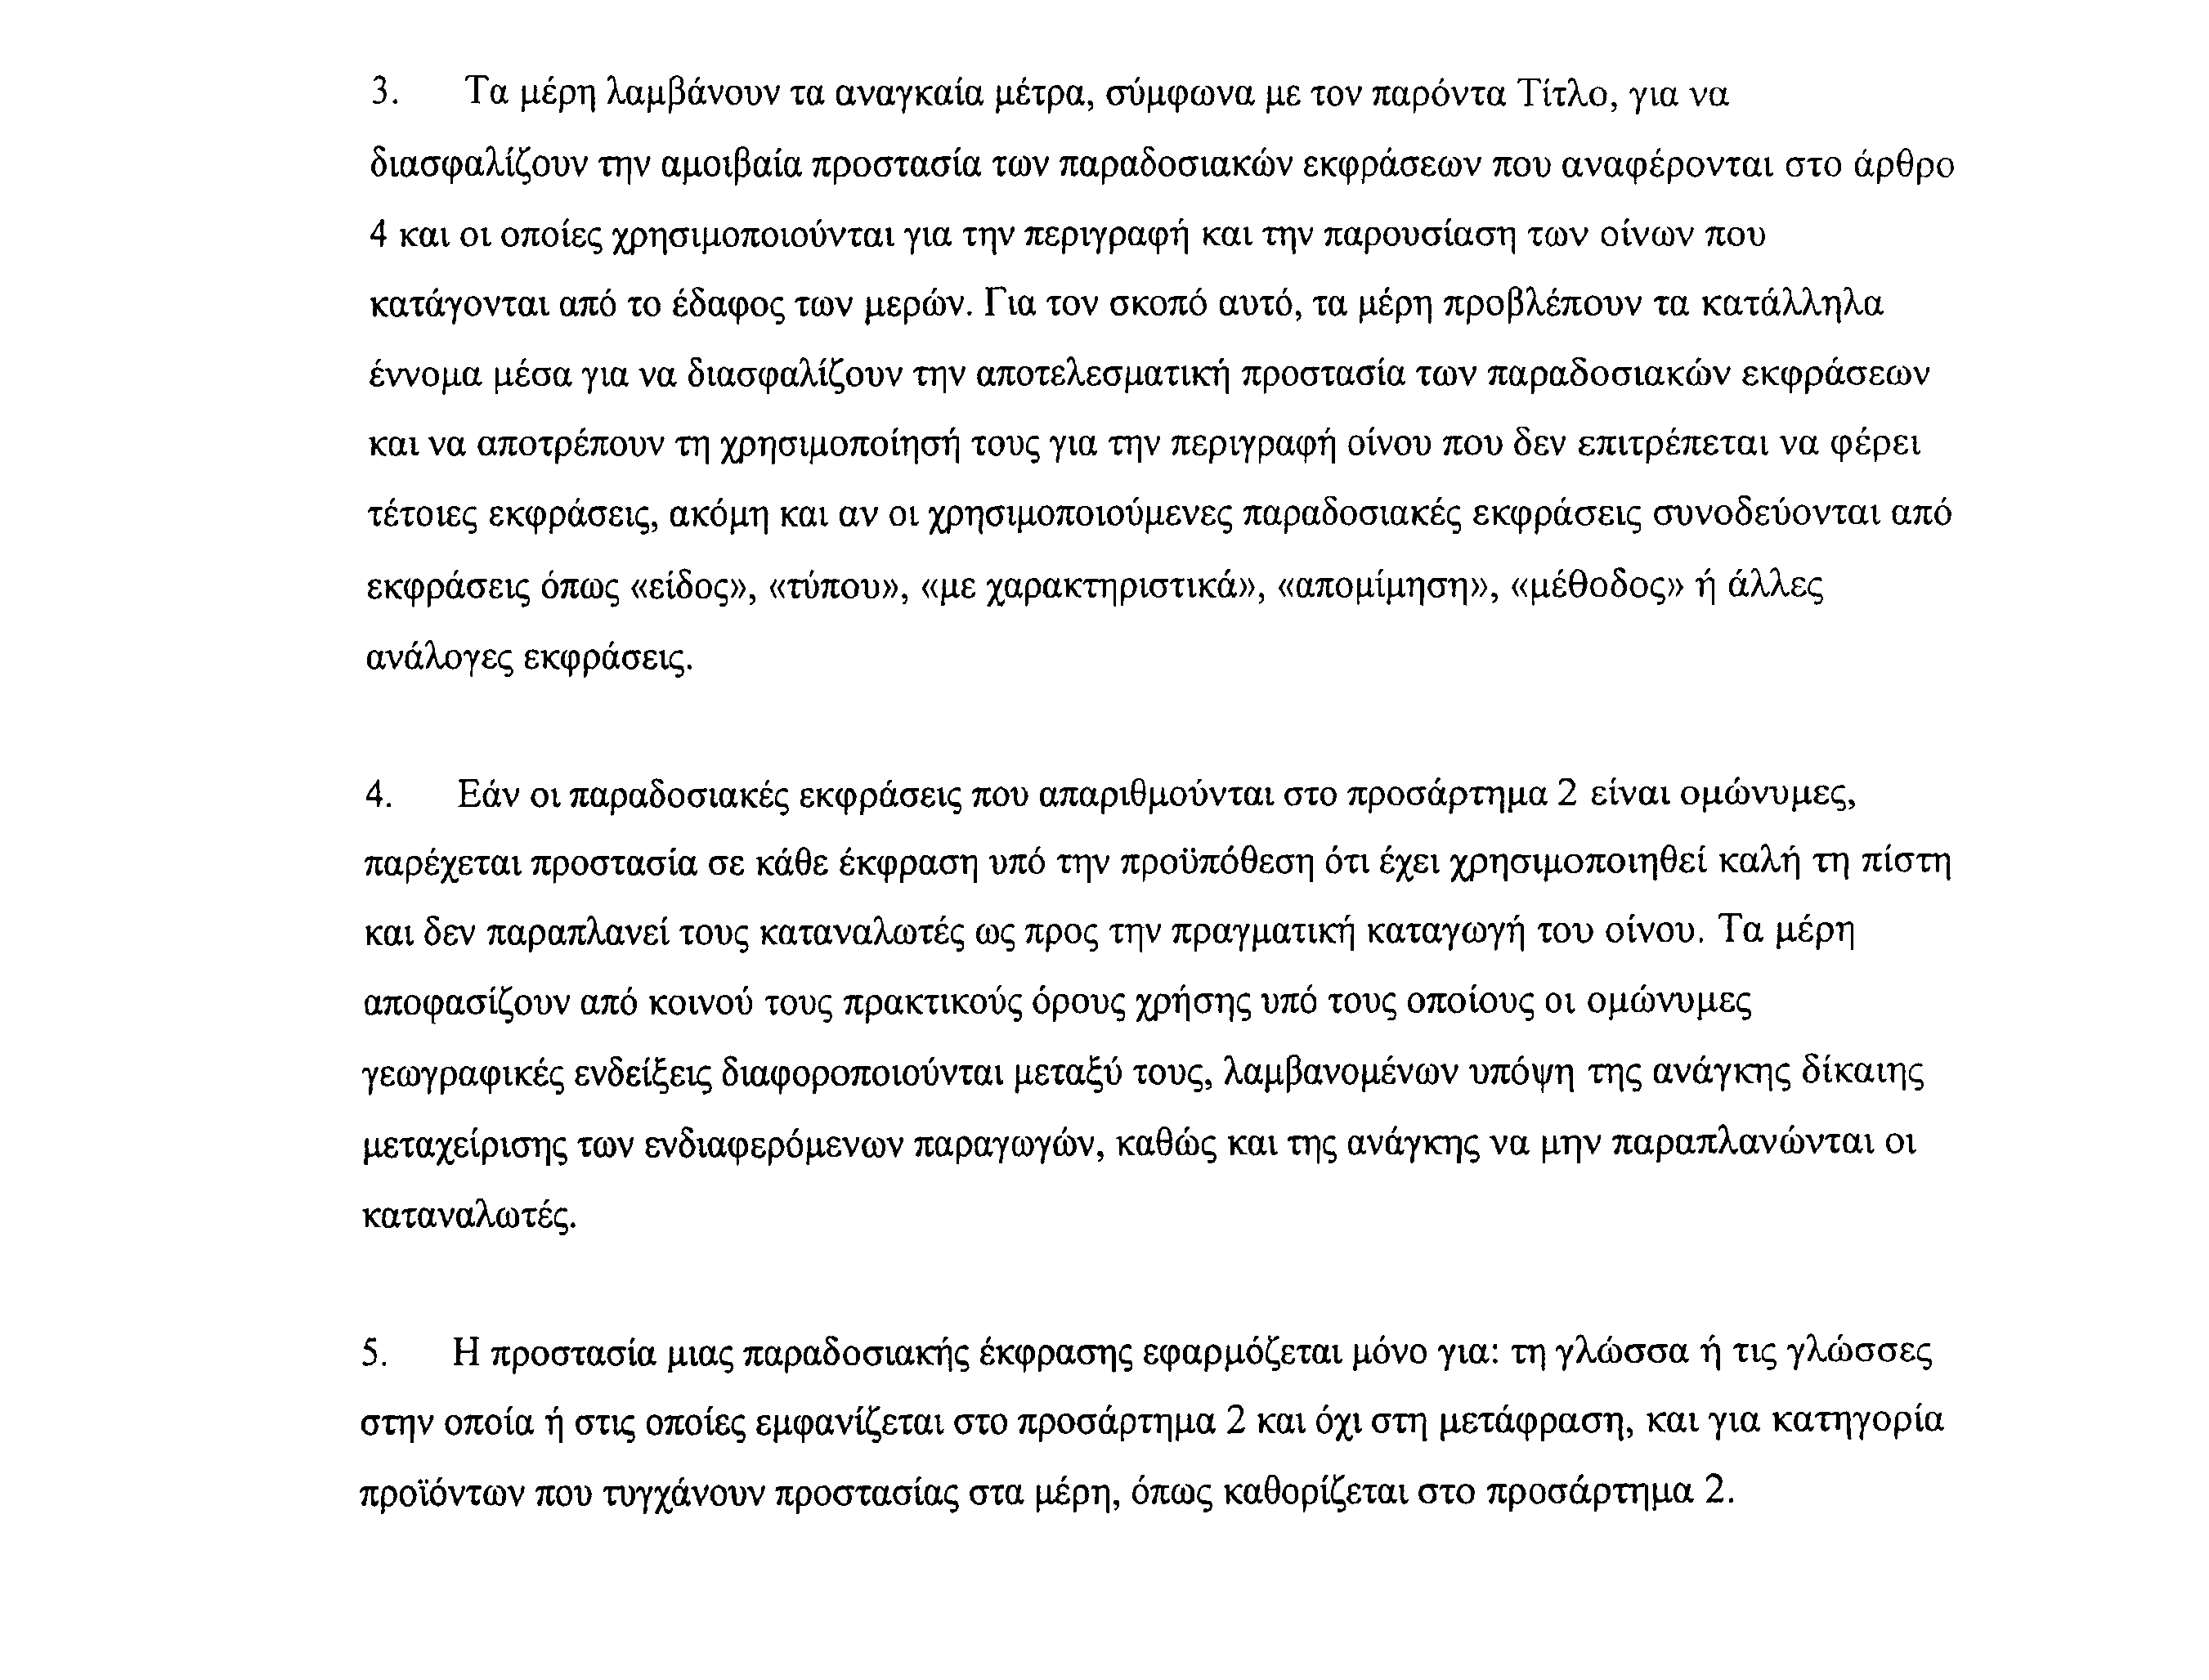 3. Τα μέρη λαμβάνουν τα αναγκαία μέτρα, σύμφωνα με τον παρόντα Τίτλο, για να
διασφαλίζουν την αμοιβαία προστασία των παραδοσιακών εκφράσεων που αναφέρονται στο άρθρο
4 και οι οποίες χρησιμοποιούνται για την περιγραφή και την παρουσίαση των οίνων που
κατάγονται από το έδαφος των μερών. Για τον σκοπό αυτό, τα μέρη προβλέπουν τα κατάλληλα
έννομα μέσα για να διασφαλίζουν την αποτελεσματική προστασία των παραδοσιακών εκφράσεων
και να αποτρέπουν τη χρησιμοποίησή τους για την περιγραφή οίνου που δεν επιτρέπεται να φέρει
τέτοιες εκφράσεις, ακόμη και αν οι χρησιμοποιούμενες παραδοσιακές εκφράσεις συνοδεύονται από
εκφράσεις όπως «είδος», «τύπου», «με χαρακτηριστικά», «απομίμηση», «μέθοδος» ή άλλες
ανάλογες εκφράσεις.
4. Εάν οι παραδοσιακές εκφράσεις που απαριθμούνται στο προσάρτημα 2 είναι ομώνυμες,
παρέχεται προστασία σε κάθε έκφραση υπό την προϋπόθεση ότι έχει χρησιμοποιηθεί καλή τη πίστη
και δεν παραπλανεί τους καταναλωτές ως προς την πραγματική καταγωγή του οίνου. Τα μέρη
αποφασίζουν από κοινού τους πρακτικούς όρους χρήσης υπό τους οποίους οι ομώνυμες
γεωγραφικές ενδείξεις διαφοροποιούνται μεταξύ τους, λαμβανομένων υπόψη της ανάγκης δίκαιης
μεταχείρισης των ενδιαφερόμενων παραγωγών, καθώς και της ανάγκης να μην παραπλανώνται οι
καταναλωτές.
5. Η προστασία μιας παραδοσιακής έκφρασης εφαρμόζεται μόνο για: τη γλώσσα ή τις γλώσσες
στην οποία ή στις οποίες εμφανίζεται στο προσάρτημα 2 και όχι στη μετάφραση, και για κατηγορία
προϊόντων που τυγχάνουν προστασίας στα μέρη, όπως καθορίζεται στο προσάρτημα 2.